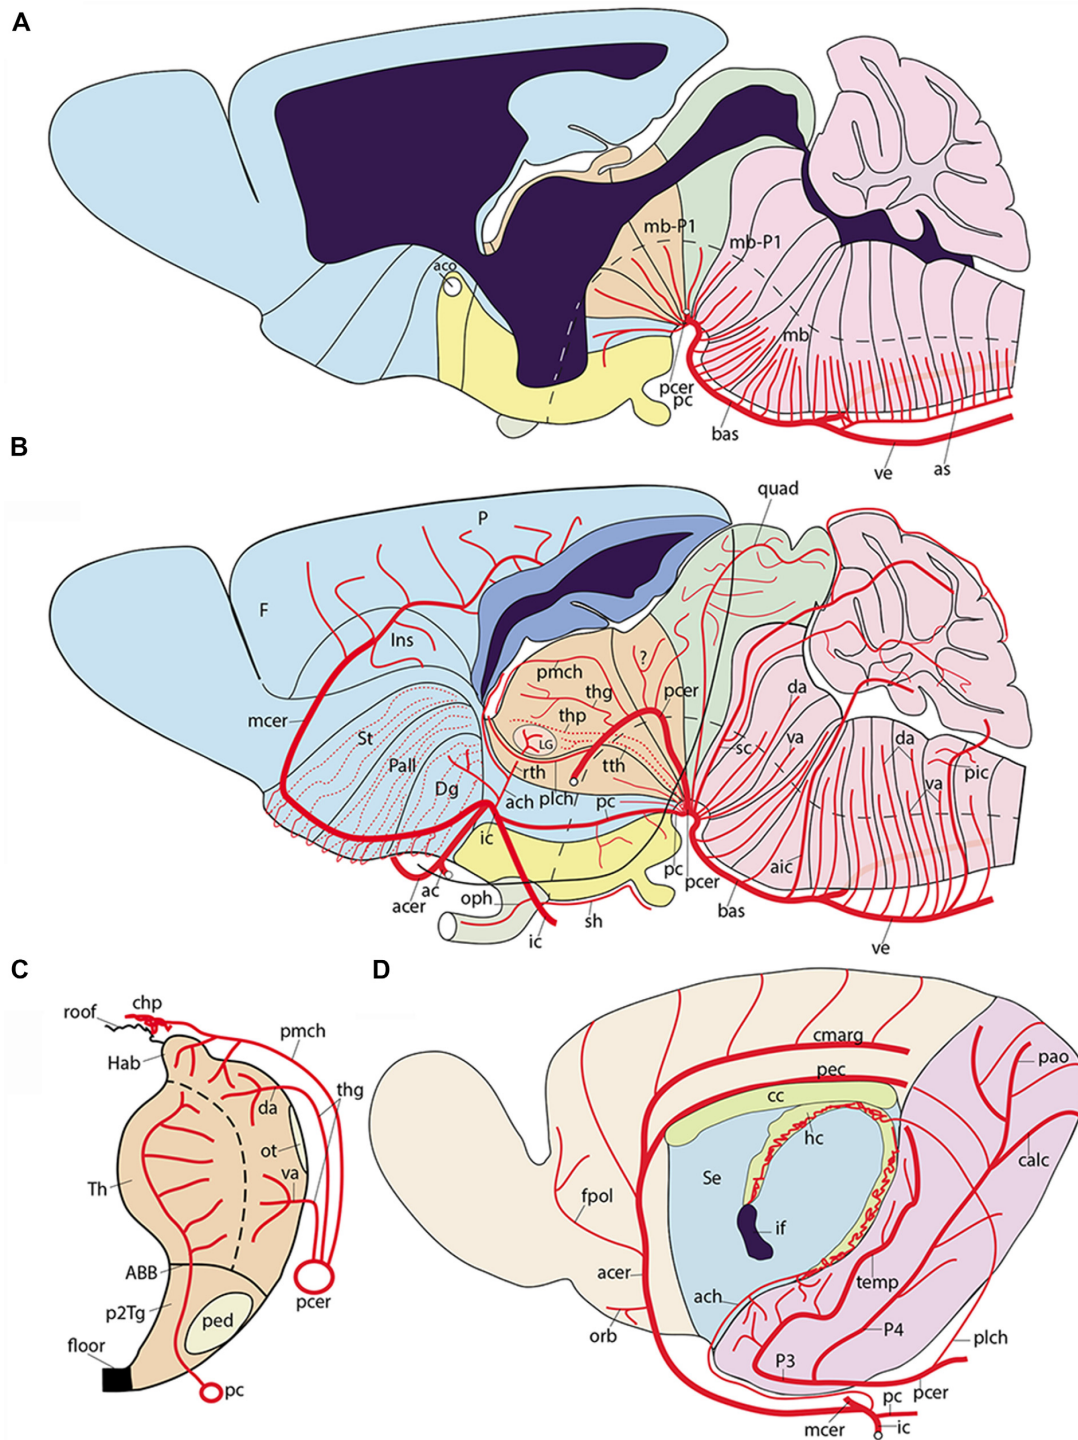 A
aco
mb-P1
mb-P1
mb
pcer
pc
bas
ve
as
B
quad
P
F
Ins
?
pmch
thg
pcer
mcer
thp
da
St
LG
sc
va
da
Pall
rth
tth
va
pic
Dg
ach
plch
pc
ic
aic
ac
pc
pcer
acer
oph
bas
sh
ic
ve
C
D
chp
roof
pmch
Hab
thg
da
ot
va
Th
ABB
pcer
p2Tg
ped
floor
pc
cmarg
pao
pec
cc
hc
calc
Se
fpol
if
acer
temp
ach
P4
orb
plch
P3
pc
pcer
mcer
ic